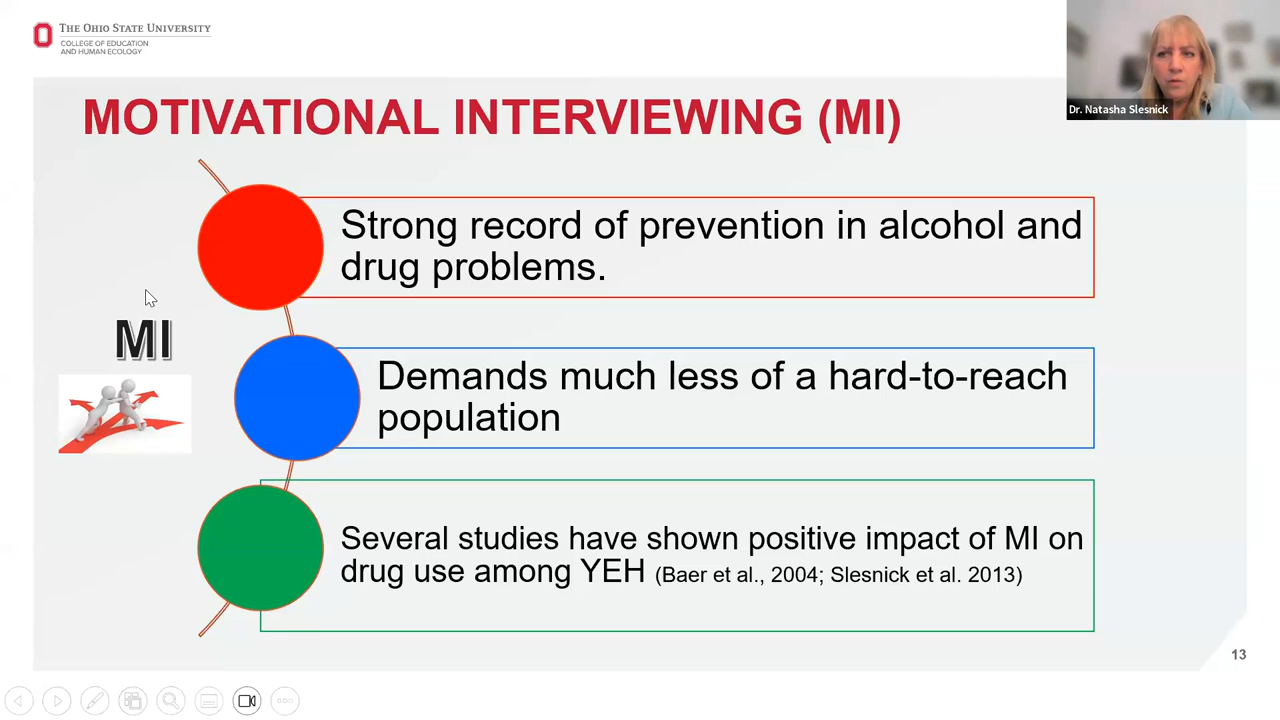 THE OHIO STATE UNIVERSITY
COLLEGE OF EDUCATION
AND HUMAN ECOLOGY
Dr. Natasha Slesnick
MOTIVATIONAL INTERVIEWING (MI)
Strong record of prevention in alcohol and
drug problems.
MI
Demands much less of a hard-to-reach
population
Several studies have shown positive impact of MI on
drug use among YEH (Baer et al., 2004; Slesnick et al. 2013)
13